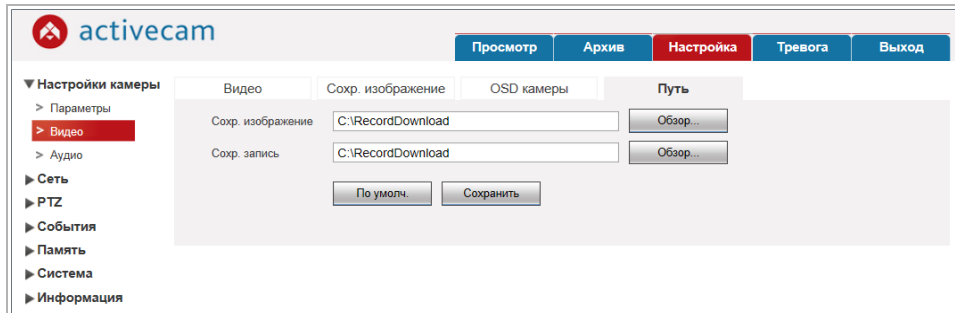 activecam
Просмотр Архив Настройка Тревога Выход
Настройки камеры
> Параметры
> Видео
> Аудио
Сеть
PTZ
События
Память
Система
Информация
Видео Сохр. изображение OSD камеры Путь
Сохр. изображение C:\RecordDownload Обзор...
Сохр. запись C:\RecordDownload Обзор...
По умолч. Сохранить